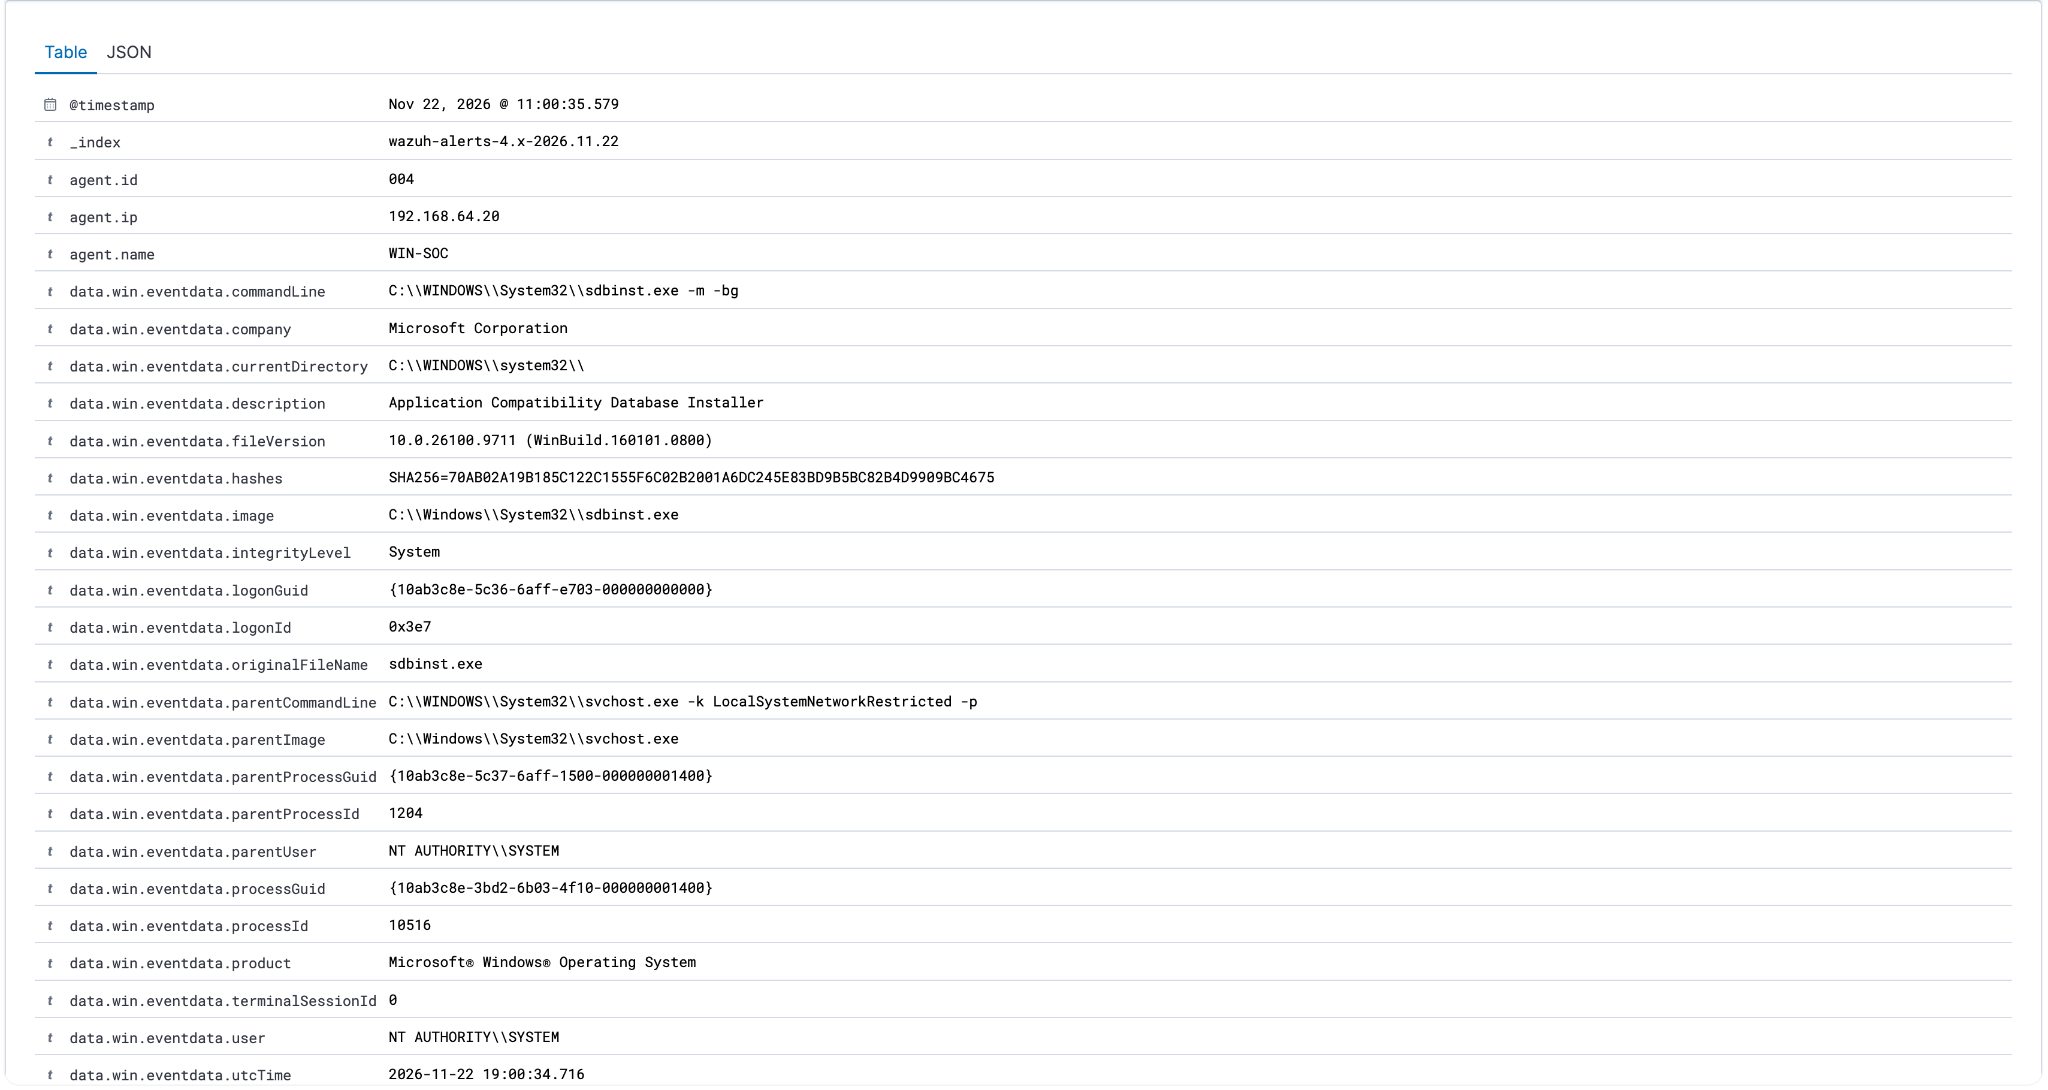 Table JSON
@timestamp Nov 22, 2026 @ 11:00:35.579
t _index wazuh-alerts-4.x-2026.11.22
t agent.id 004
t agent.ip 192.168.64.20
t agent.name WIN-SOC
t data.win.eventdata.commandLine C:\\WINDOWS\\System32\\sdbinst.exe -m -bg
t data.win.eventdata.company Microsoft Corporation
t data.win.eventdata.currentDirectory C:\\WINDOWS\\system32\\
t data.win.eventdata.description Application Compatibility Database Installer
t data.win.eventdata.fileVersion 10.0.26100.9711 (WinBuild.160101.0800)
t data.win.eventdata.hashes SHA256=70AB02A19B185C122C1555F6C02B2001A6DC245E83BD9B5BC82B4D9909BC4675
t data.win.eventdata.image C:\\Windows\\System32\\sdbinst.exe
t data.win.eventdata.integrityLevel System
t data.win.eventdata.logonGuid {10ab3c8e-5c36-6aff-e703-000000000000}
t data.win.eventdata.logonId 0x3e7
t data.win.eventdata.originalFileName sdbinst.exe
t data.win.eventdata.parentCommandLine C:\\WINDOWS\\System32\\svchost.exe -k LocalSystemNetworkRestricted -p
t data.win.eventdata.parentImage C:\\Windows\\System32\\svchost.exe
t data.win.eventdata.parentProcessGuid {10ab3c8e-5c37-6aff-1500-000000001400}
t data.win.eventdata.parentProcessId 1204
t data.win.eventdata.parentUser NT AUTHORITY\\SYSTEM
t data.win.eventdata.processGuid {10ab3c8e-3bd2-6b03-4f10-000000001400}
t data.win.eventdata.processId 10516
t data.win.eventdata.product Microsoft® Windows® Operating System
t data.win.eventdata.terminalSessionId 0
t data.win.eventdata.user NT AUTHORITY\\SYSTEM
t data.win.eventdata.utcTime 2026-11-22 19:00:34.716